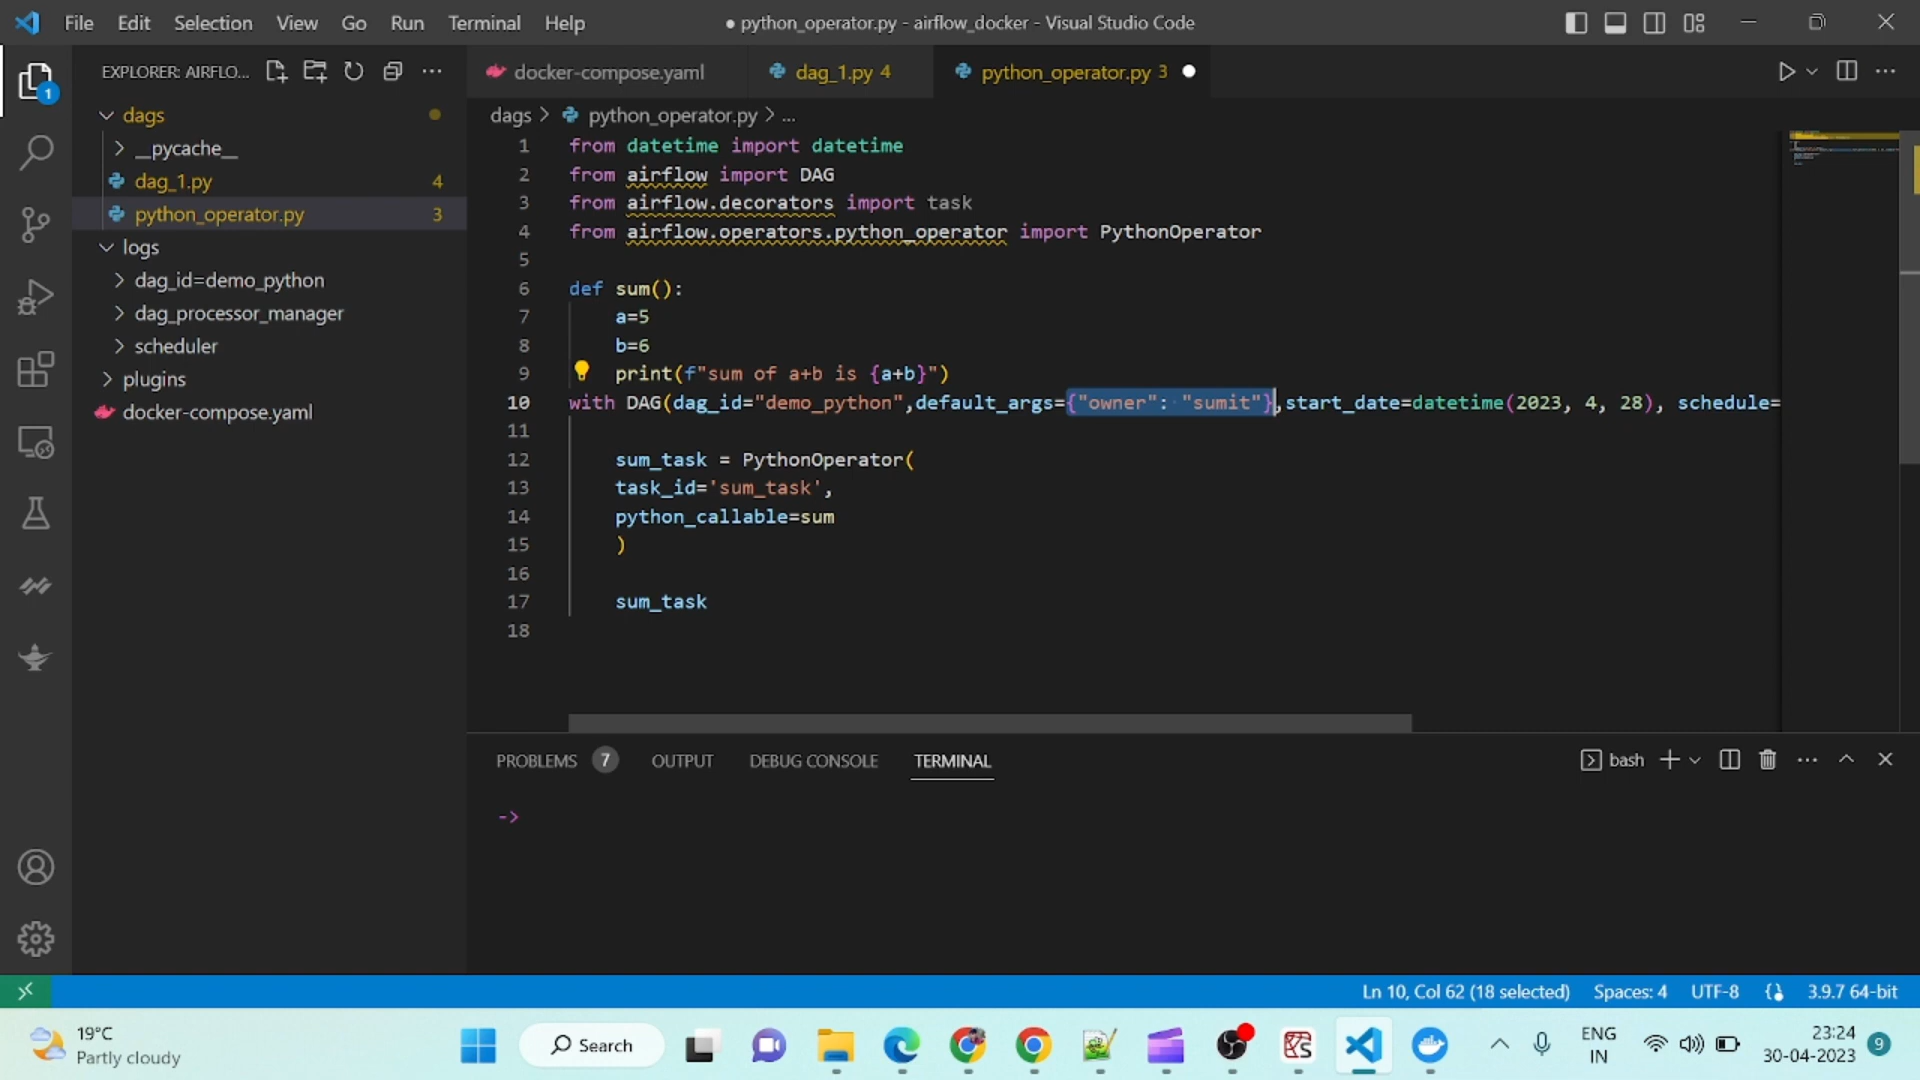 File Edit Selection View Go Run Terminal Help
● python_operator.py - airflow_docker - Visual Studio Code
EXPLORER: AIRFLO...
docker-compose.yaml
dag_1.py 4
python_operator.py 3
1
dags
__pycache__
dag_1.py 4
python_operator.py 3
logs
dag_id=demo_python
dag_processor_manager
scheduler
plugins
docker-compose.yaml
dags > python_operator.py > ...
1 from datetime import datetime
2 from airflow import DAG
3 from airflow.decorators import task
4 from airflow.operators.python_operator import PythonOperator
5
6 def sum():
7 a=5
8 b=6
9 print(f"sum of a+b is {a+b}")
10 with DAG(dag_id="demo_python",default_args={"owner": "sumit"},start_date=datetime(2023, 4, 28), schedule=
11
12 sum_task = PythonOperator(
13 task_id='sum_task',
14 python_callable=sum
15 )
16
17 sum_task
18
PROBLEMS 7 OUTPUT DEBUG CONSOLE TERMINAL
bash
->
Ln 10, Col 62 (18 selected) Spaces: 4 UTF-8 3.9.7 64-bit
19°C
Partly cloudy
Search
ENG
IN
23:24
30-04-2023
9